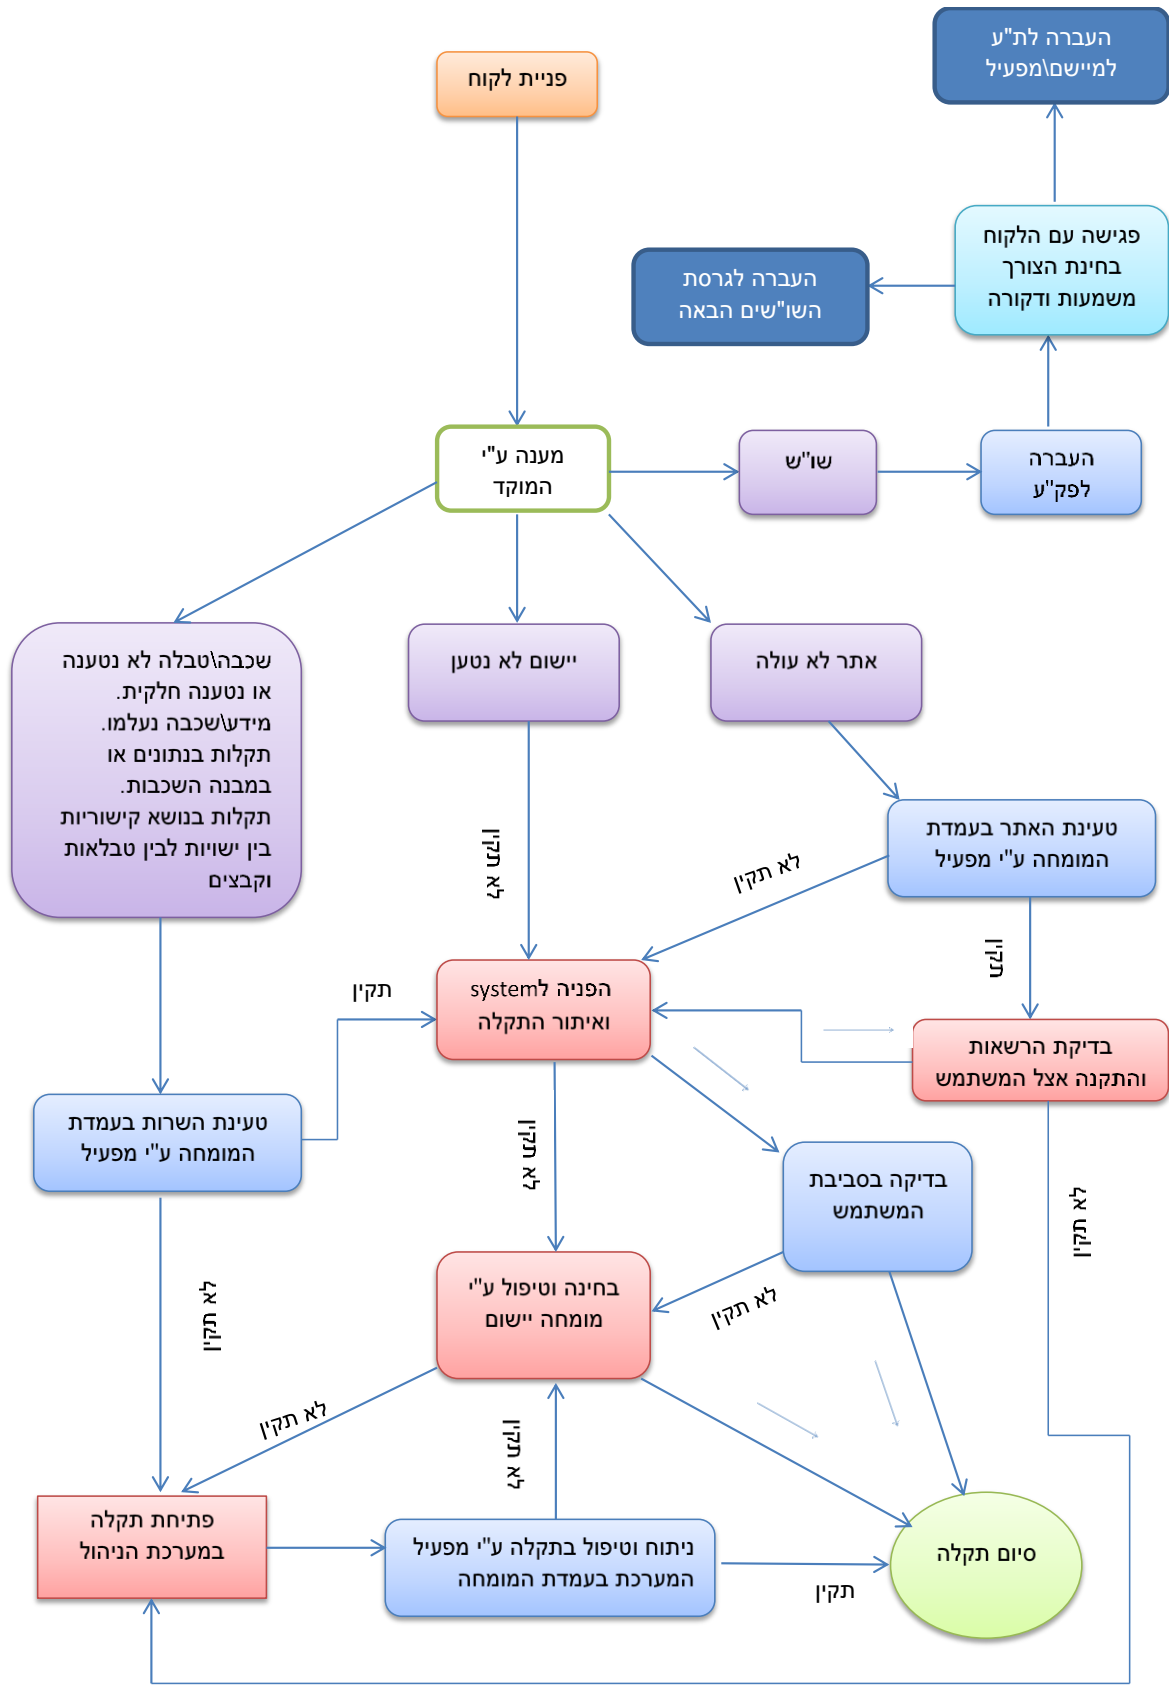 העברה לת"ע
למיישם\מפעיל
פניית לקוח
פגישה עם הלקוח
בחינת הצורך
משמעות ודקורה
העברה לגרסת
השו"שים הבאה
מענה ע"י
המוקד
שו"ש
העברה
לפק"ע
שכבה\טבלה לא נטענה
או נטענה חלקית.
מידע\שכבה נעלמו.
תקלות בנתונים או
במבנה השכבות.
תקלות בנושא קישוריות
בין ישויות לבין טבלאות
וקבצים
יישום לא נטען
אתר לא עולה
טעינת האתר בעמדת
המומחה ע"י מפעיל
לא תקין
לא תקין
תקין
תקין
הפניה לsystem
ואיתור התקלה
בדיקת הרשאות
והתקנה אצל המשתמש
טעינת השרות בעמדת
המומחה ע"י מפעיל
לא תקין
בדיקה בסביבת
המשתמש
לא תקין
לא תקין
בחינה וטיפול ע"י
מומחה יישום
לא תקין
לא תקין
לא תקין
פתיחת תקלה
במערכת הניהול
ניתוח וטיפול בתקלה ע"י מפעיל
המערכת בעמדת המומחה
תקין
סיום תקלה